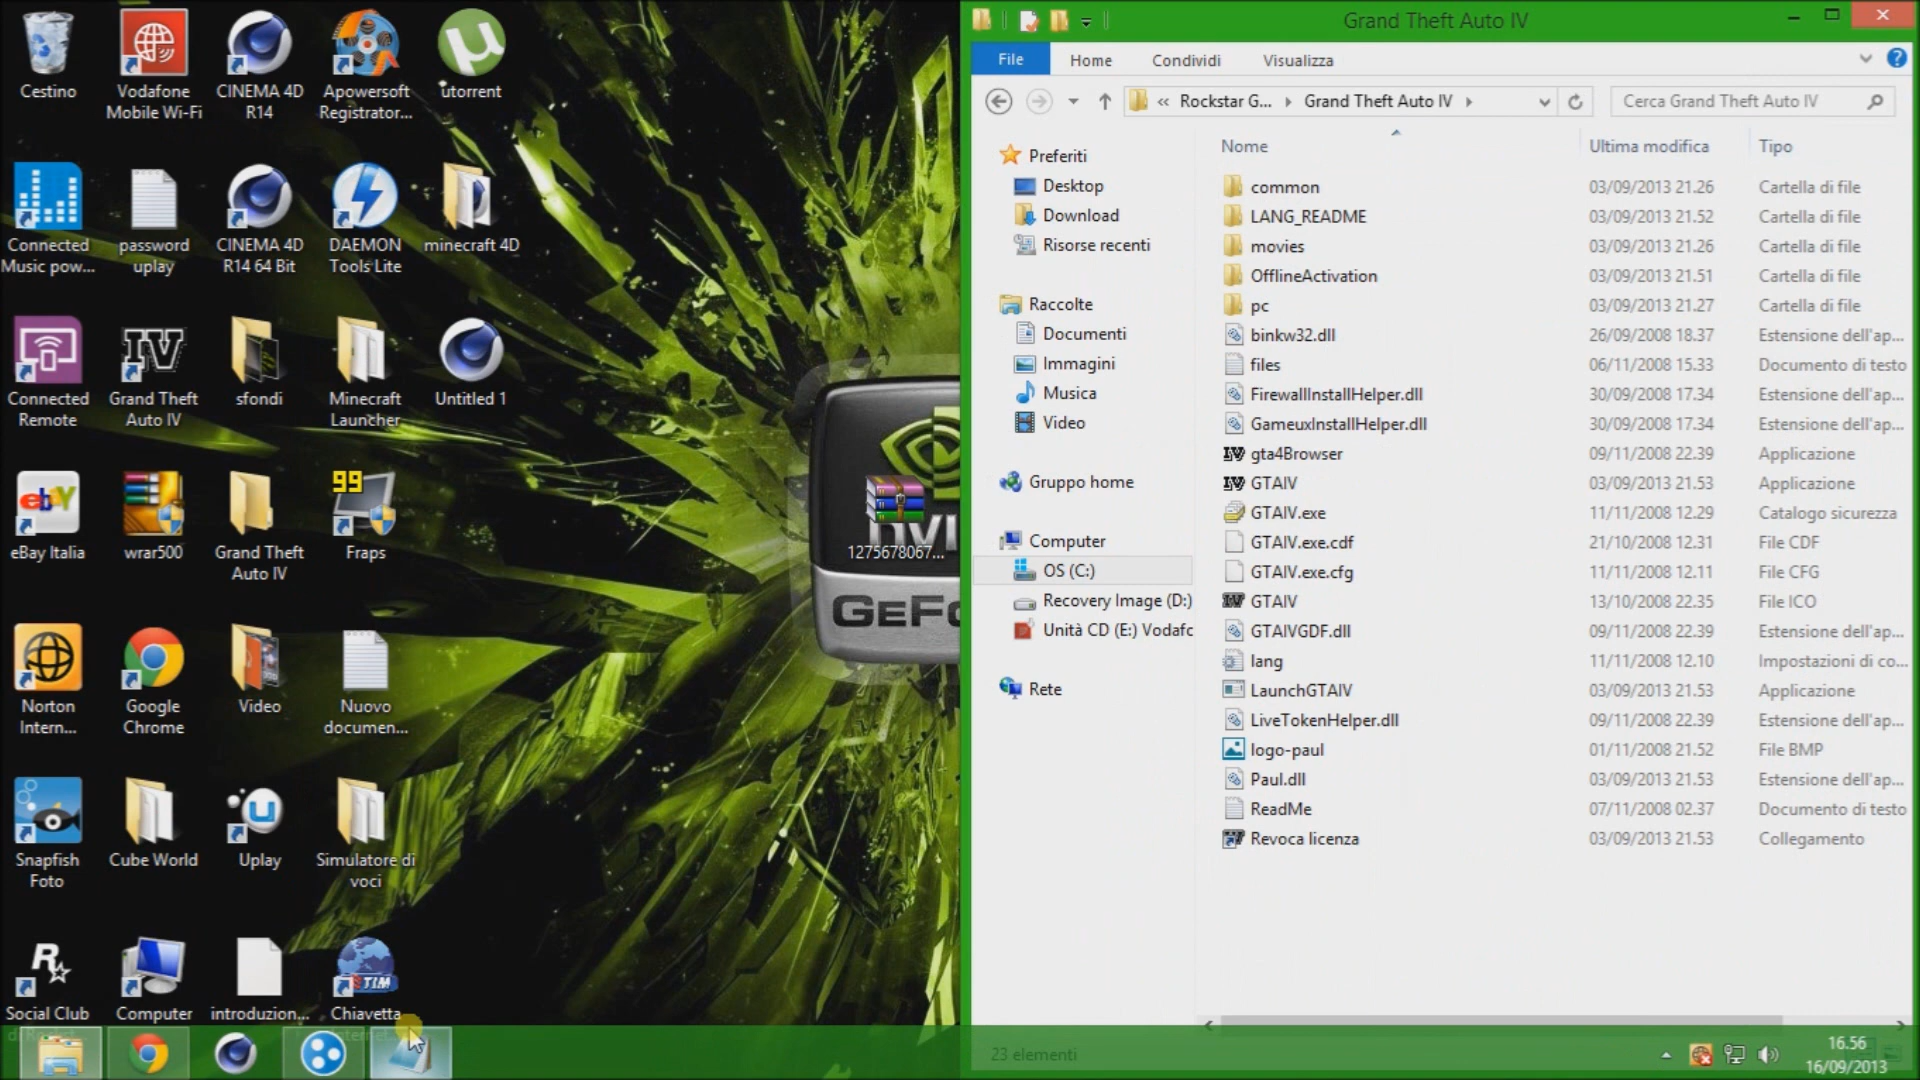 Cestino
Vodafone
Mobile Wi-Fi
CINEMA 4D
R14
Apowersoft
Registrator...
utorrent
Connected
Music pow...
password
uplay
CINEMA 4D
R14 64 Bit
DAEMON
Tools Lite
minecraft 4D
Connected
Remote
Grand Theft
Auto IV
sfondi
Minecraft
Launcher
Untitled 1
eBay Italia
wrar500
Grand Theft
Auto IV
99
Fraps
1275678067...
Norton
Intern...
Google
Chrome
Video
Nuovo
documen...
Snapfish
Foto
Cube World
Uplay
Simulatore di
voci
Social Club
Computer
introduzion...
TIM
Chiavetta
Grand Theft Auto IV
File
Home
Condividi
Visualizza
« Rockstar G... Grand Theft Auto IV
Cerca Grand Theft Auto IV
Preferiti
Desktop
Download
Risorse recenti
Raccolte
Documenti
Immagini
Musica
Video
Gruppo home
Computer
OS (C:)
Recovery Image (D:)
Unità CD (E:) Vodafc
Rete
Nome Ultima modifica Tipo
common 03/09/2013 21.26 Cartella di file
LANG_README 03/09/2013 21.52 Cartella di file
movies 03/09/2013 21.26 Cartella di file
OfflineActivation 03/09/2013 21.51 Cartella di file
pc 03/09/2013 21.27 Cartella di file
binkw32.dll 26/09/2008 18.37 Estensione dell'ap...
files 06/11/2008 15.33 Documento di testo
FirewallInstallHelper.dll 30/09/2008 17.34 Estensione dell'ap...
GameuxInstallHelper.dll 30/09/2008 17.34 Estensione dell'ap...
gta4Browser 09/11/2008 22.39 Applicazione
GTAIV 03/09/2013 21.53 Applicazione
GTAIV.exe 11/11/2008 12.29 Catalogo sicurezza
GTAIV.exe.cdf 21/10/2008 12.31 File CDF
GTAIV.exe.cfg 11/11/2008 12.11 File CFG
GTAIV 13/10/2008 22.35 File ICO
GTAIVGDF.dll 09/11/2008 22.39 Estensione dell'ap...
lang 11/11/2008 12.10 Impostazioni di co...
LaunchGTAIV 03/09/2013 21.53 Applicazione
LiveTokenHelper.dll 09/11/2008 22.39 Estensione dell'ap...
logo-paul 01/11/2008 21.52 File BMP
Paul.dll 03/09/2013 21.53 Estensione dell'ap...
ReadMe 07/11/2008 02.37 Documento di testo
Revoca licenza 03/09/2013 21.53 Collegamento
23 elementi
16.56
16/09/2013